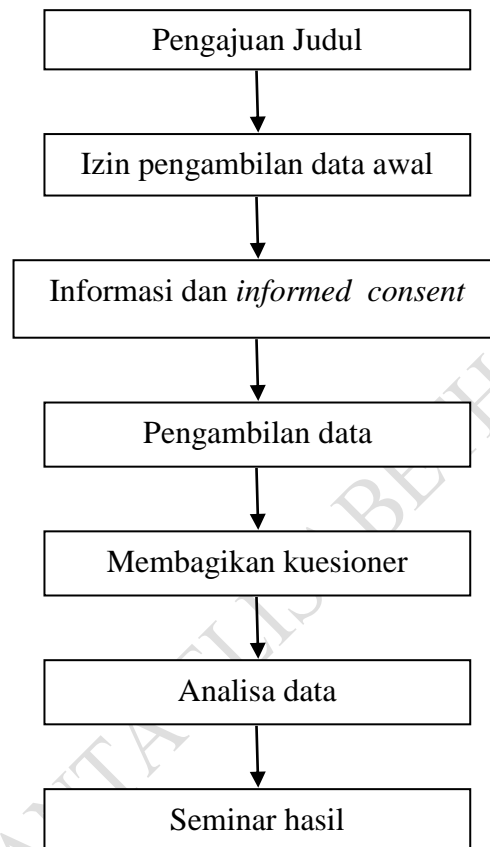 Pengajuan Judul
Izin pengambilan data awal
Informasi dan informed consent
Pengambilan data
Membagikan kuesioner
Analisa data
Seminar hasil